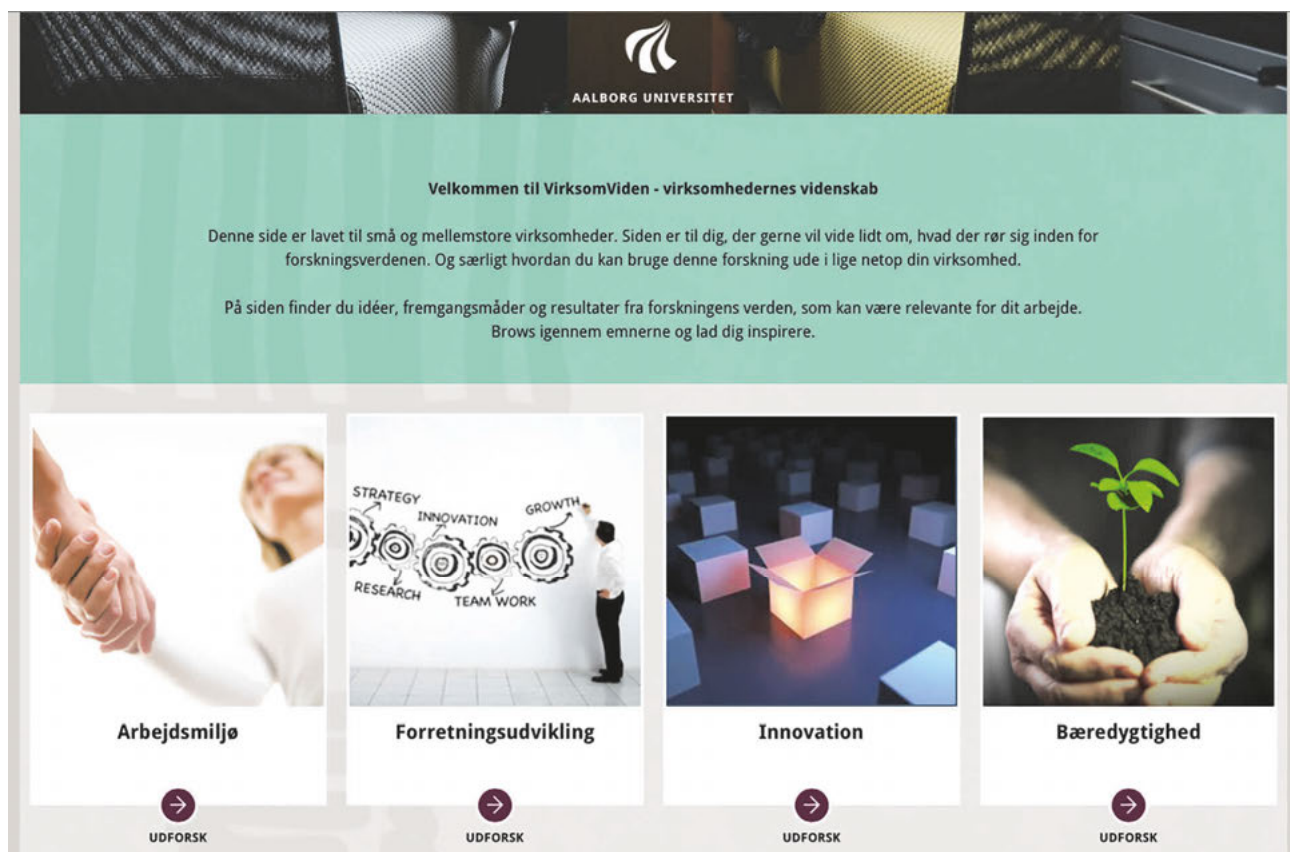 AALBORG UNIVERSITET
Velkommen til VirksomViden - virksomhedernes videnskab
Denne side er lavet til små og mellemstore virksomheder. Siden er til dig, der gerne vil vide lidt om, hvad der rør sig inden for
forskningsverdenen. Og særligt hvordan du kan bruge denne forskning ude i lige netop din virksomhed.
På siden finder du idéer, fremgangsmåder og resultater fra forskningens verden, som kan være relevante for dit arbejde.
Brows igennem emnerne og lad dig inspirere.
STRATEGY
INNOVATION
GROWTH
RESEARCH
TEAM WORK
Arbejdsmiljø
Forretningsudvikling
Innovation
Bæredygtighed
UDFORSK
UDFORSK
UDFORSK
UDFORSK